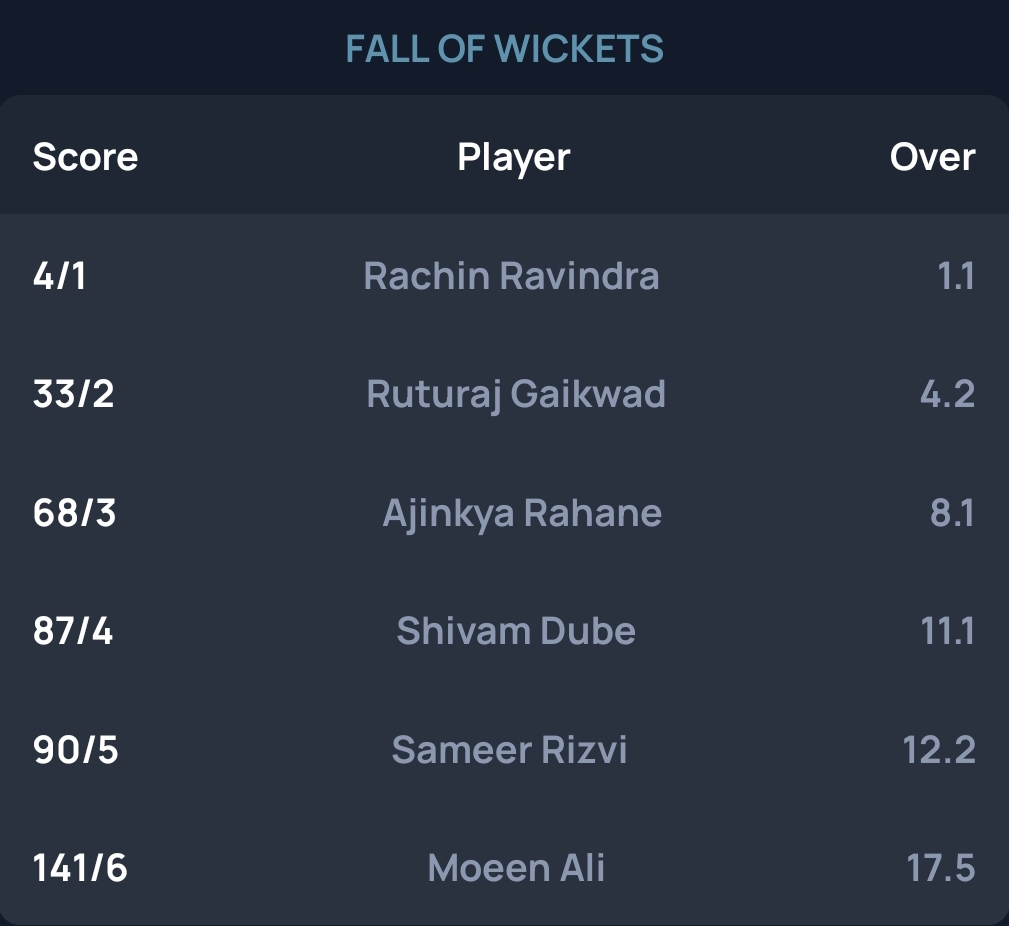 FALL OF WICKETS
Score Player Over
4/1 Rachin Ravindra 1.1
33/2 Ruturaj Gaikwad 4.2
68/3 Ajinkya Rahane 8.1
87/4 Shivam Dube 11.1
90/5 Sameer Rizvi 12.2
141/6 Moeen Ali 17.5